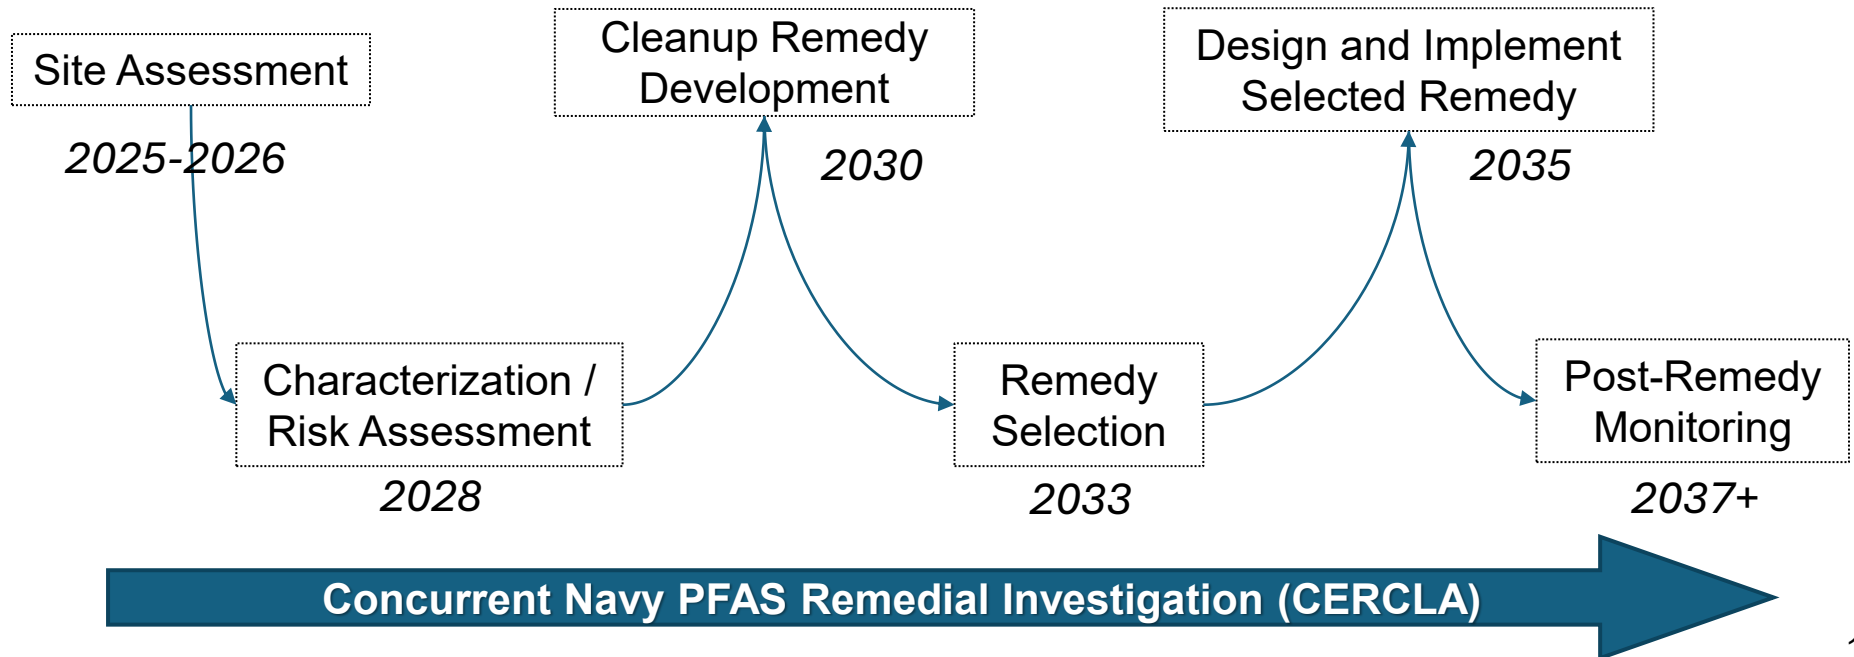 Site Assessment
2025-2026
Characterization /
Risk Assessment
2028
Cleanup Remedy
Development
2030
Remedy
Selection
2033
Design and Implement
Selected Remedy
2035
Post-Remedy
Monitoring
2037+
Concurrent Navy PFAS Remedial Investigation (CERCLA)